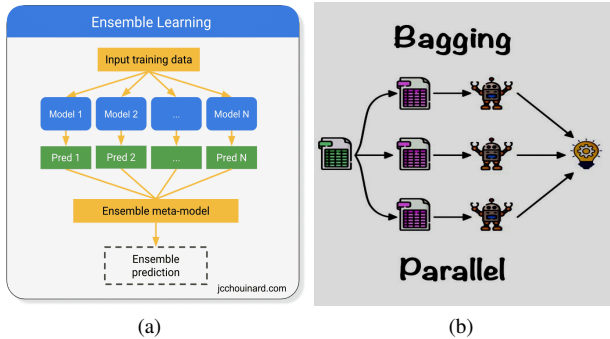 Ensemble Learning
Input training data
Model 1 Model 2 ... Model N
Pred 1 Pred 2 ... Pred N
Ensemble meta-model
Ensemble
prediction
jcchouinard.com
(a)
Bagging
Parallel
(b)